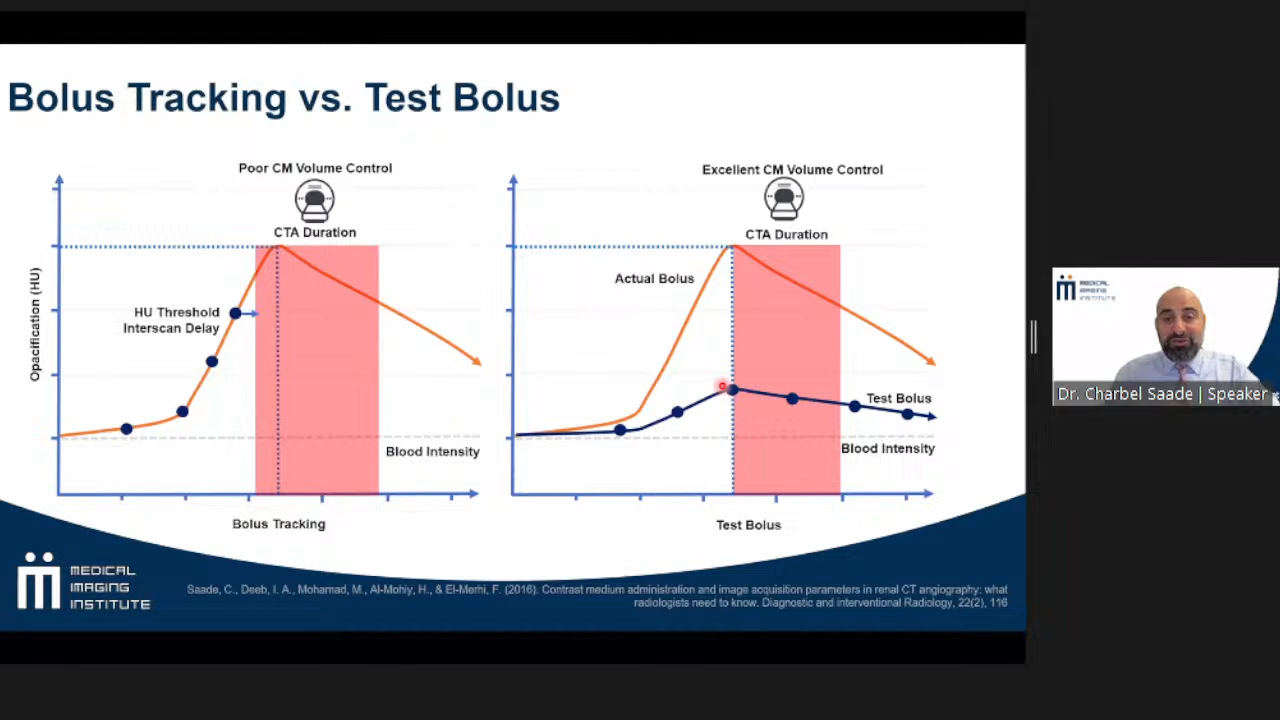 Bolus Tracking vs. Test Bolus
Poor CM Volume Control
CTA Duration
HU Threshold
Interscan Delay
Opacification (HU)
Blood Intensity
Bolus Tracking
Excellent CM Volume Control
CTA Duration
Actual Bolus
Test Bolus
Blood Intensity
Test Bolus
MEDICAL
IMAGING
INSTITUTE
Saade, C., Deeb, I. A., Mohamad, M., Al-Mohiy, H., & El-Merhi, F. (2016). Contrast medium administration and image acquisition parameters in renal CT angiography: what
radiologists need to know. Diagnostic and interventional Radiology, 22(2), 116
MEDICAL
IMAGING
INSTITUTE
Dr. Charbel Saade | Speaker